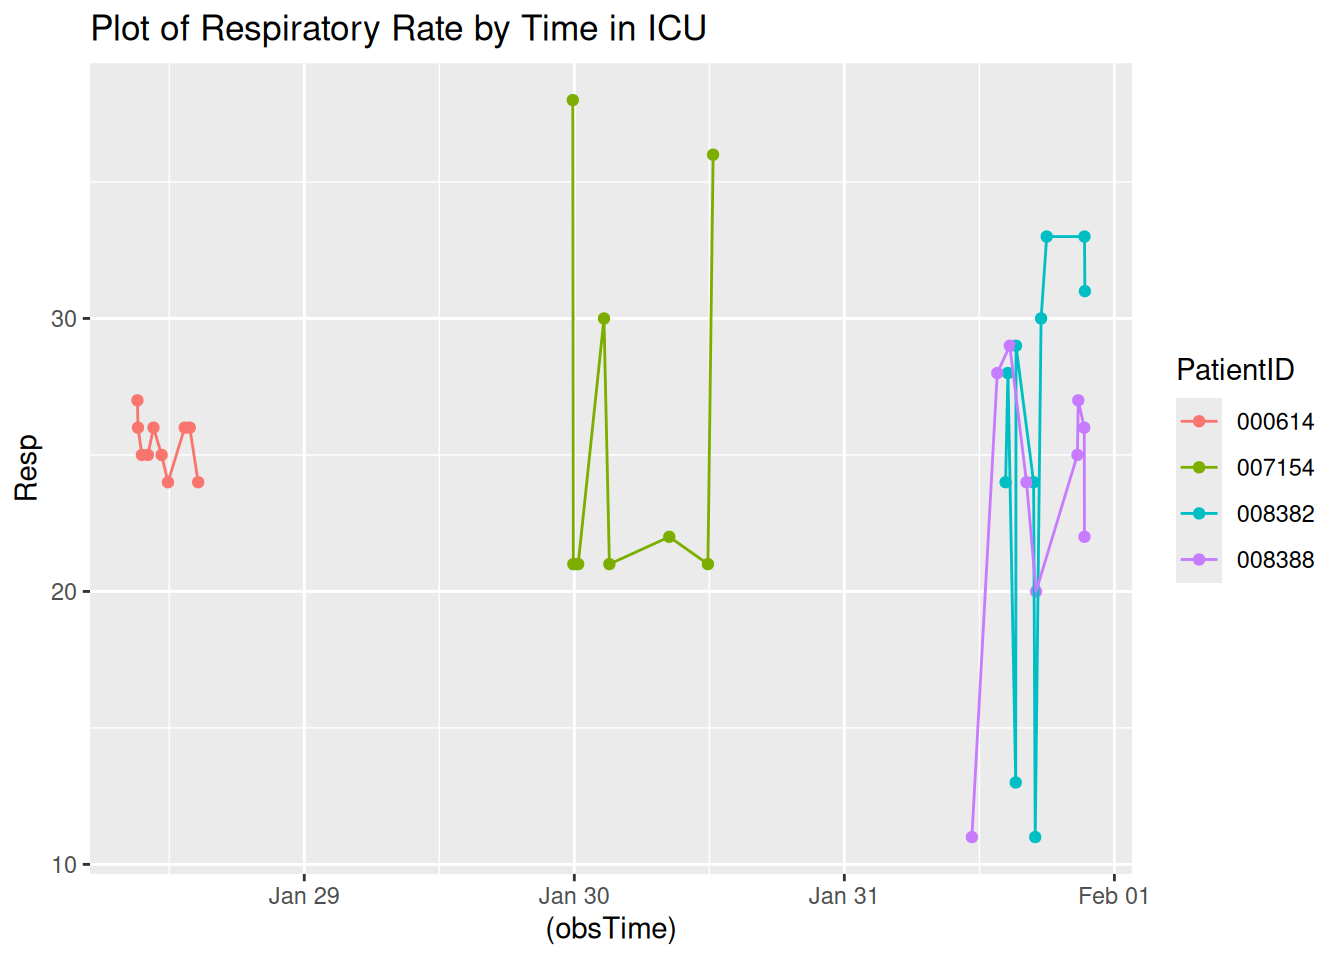 Plot of Respiratory Rate by Time in ICU
Resp
30
20
10
Jan 29
Jan 30
Jan 31
Feb 01
(obsTime)
PatientID
000614
007154
008382
008388